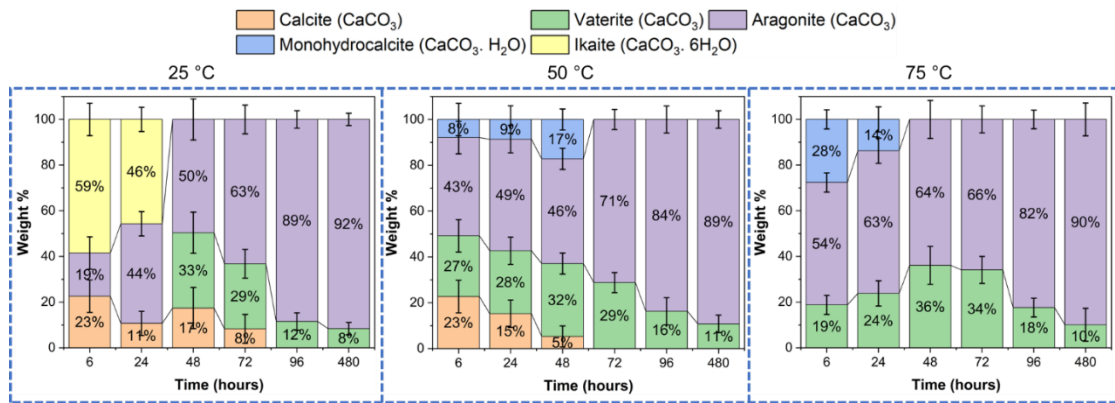 Calcite (CaCO₃) Vaterite (CaCO₃) Aragonite (CaCO₃)
Monohydrocalcite (CaCO₃. H₂O) Ikaite (CaCO₃. 6H₂O)
25 °C
Weight %
100
80
60
40
20
0
59% 46% 50% 63% 89% 92%
19% 44% 33% 29% 12% 8%
23% 11% 17% 8%
6 24 48 72 96 480
Time (hours)
50 °C
Weight %
100
80
60
40
20
0
8% 9% 17% 71% 84% 89%
43% 49% 46% 29% 16% 11%
27% 28% 32%
23% 15% 5%
6 24 48 72 96 480
Time (hours)
75 °C
Weight %
100
80
60
40
20
0
28% 14% 64% 66% 82% 90%
54% 63% 36% 34% 18% 10%
19% 24%
6 24 48 72 96 480
Time (hours)